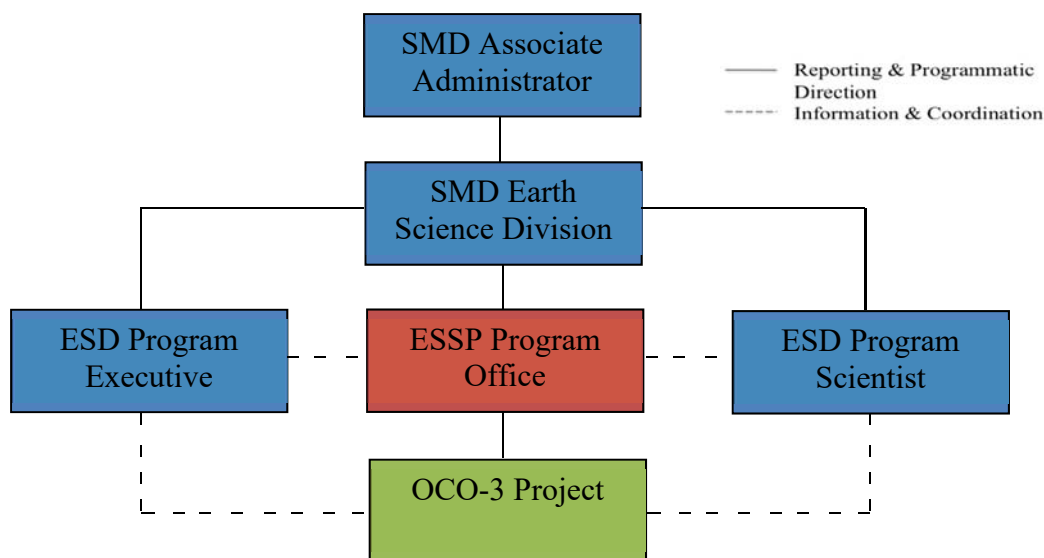 SMD Associate
Administrator
Reporting & Programmatic
Direction
Information & Coordination
SMD Earth
Science Division
ESD Program
Executive
ESSP Program
Office
ESD Program
Scientist
OCO-3 Project